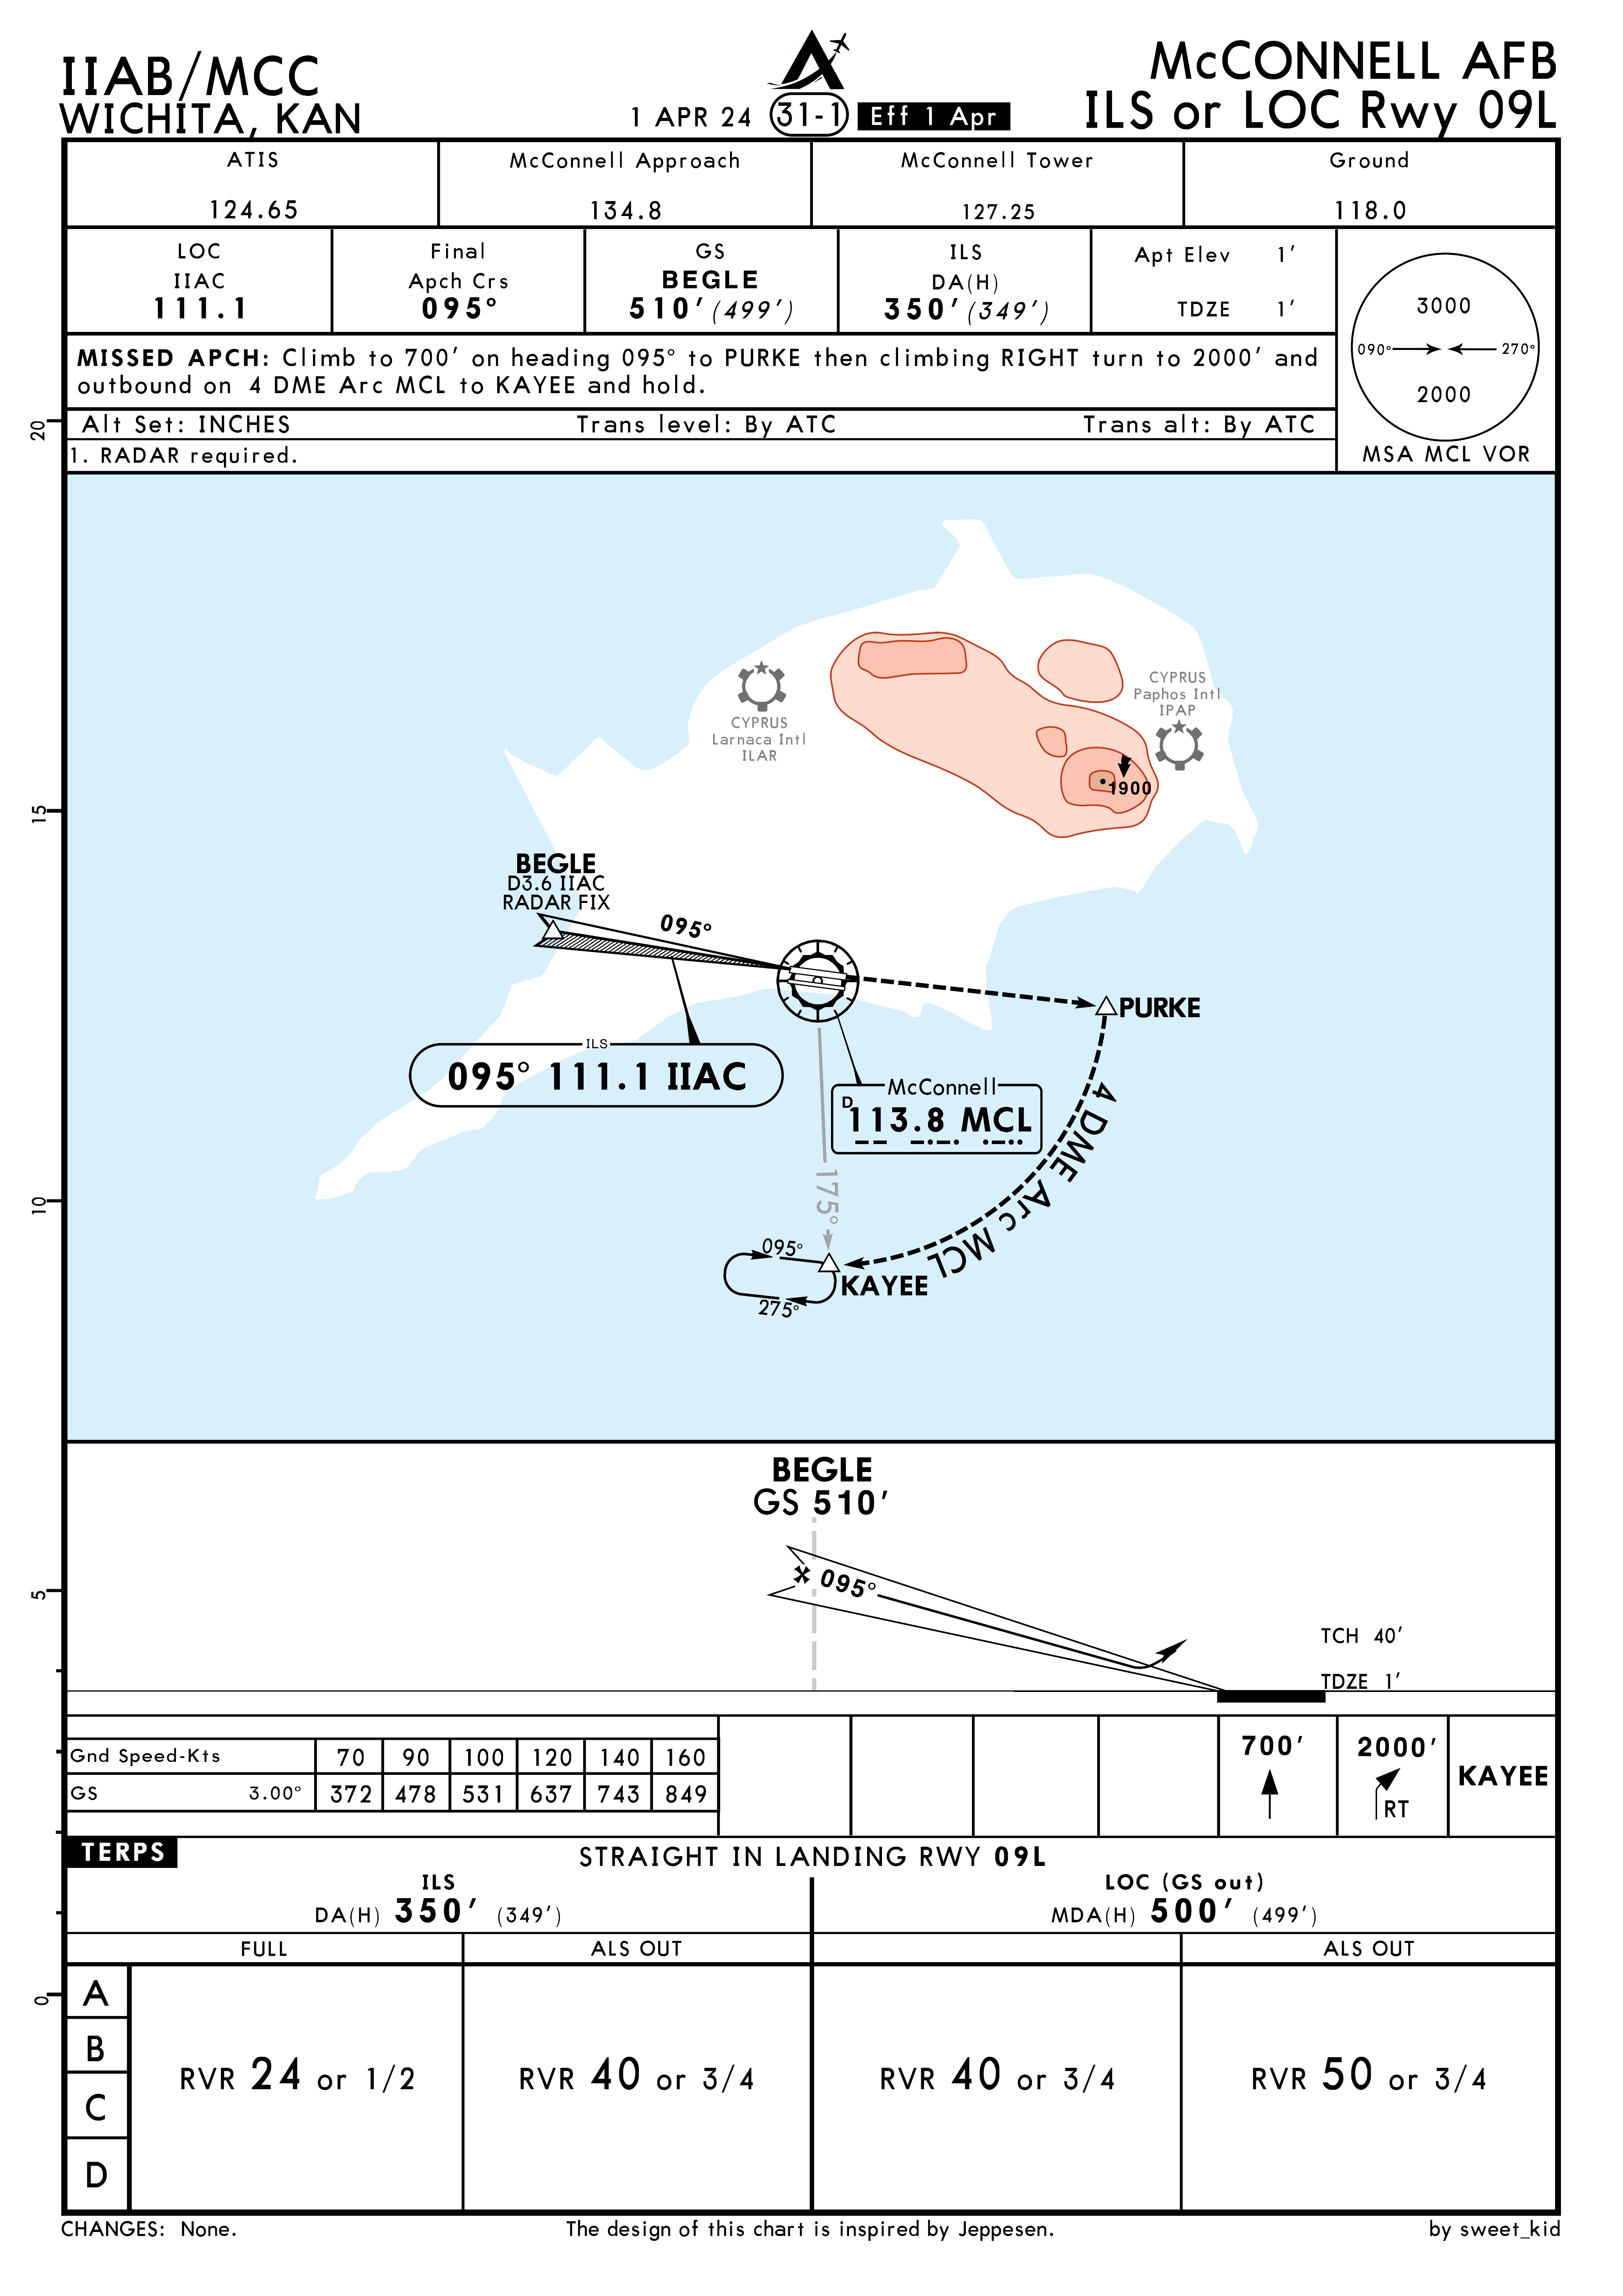 IIAB/MCC
WICHITA, KAN
1 APR 24 31-1 Eff 1 Apr
McCONNELL AFB
ILS or LOC Rwy 09L
ATIS
124.65
McConnell Approach
134.8
McConnell Tower
127.25
Ground
118.0
LOC
IIAC
111.1
Final
Apch Crs
095°
GS
BEGLE
510' (499')
ILS
DA(H)
350' (349')
Apt Elev 1'
TDZE 1'
3000
090° 270°
2000
MSA MCL VOR
MISSED APCH: Climb to 700' on heading 095° to PURKE then climbing RIGHT turn to 2000' and
outbound on 4 DME Arc MCL to KAYEE and hold.
Alt Set: INCHES Trans level: By ATC Trans alt: By ATC
1. RADAR required.
20
15
10
5
0
CYPRUS
Larnaca Intl
ILAR
CYPRUS
Paphos Intl
IPAP
1900
BEGLE
D3.6 IIAC
RADAR FIX
095°
PURKE
ILS
095° 111.1 IIAC
McConnell
D
113.8 MCL
4 DME Arc MCL
175°
095°
275°
KAYEE
BEGLE
GS 510'
095°
TCH 40'
TDZE 1'
Gnd Speed-Kts 70 90 100 120 140 160
GS 3.00° 372 478 531 637 743 849
700'
2000'
RT
KAYEE
TERPS
STRAIGHT IN LANDING RWY 09L
ILS
DA(H) 350' (349')
LOC (GS out)
MDA(H) 500' (499')
FULL ALS OUT ALS OUT
A
B
C
D
RVR 24 or 1/2
RVR 40 or 3/4
RVR 40 or 3/4
RVR 50 or 3/4
CHANGES: None.
The design of this chart is inspired by Jeppesen.
by sweet_kid